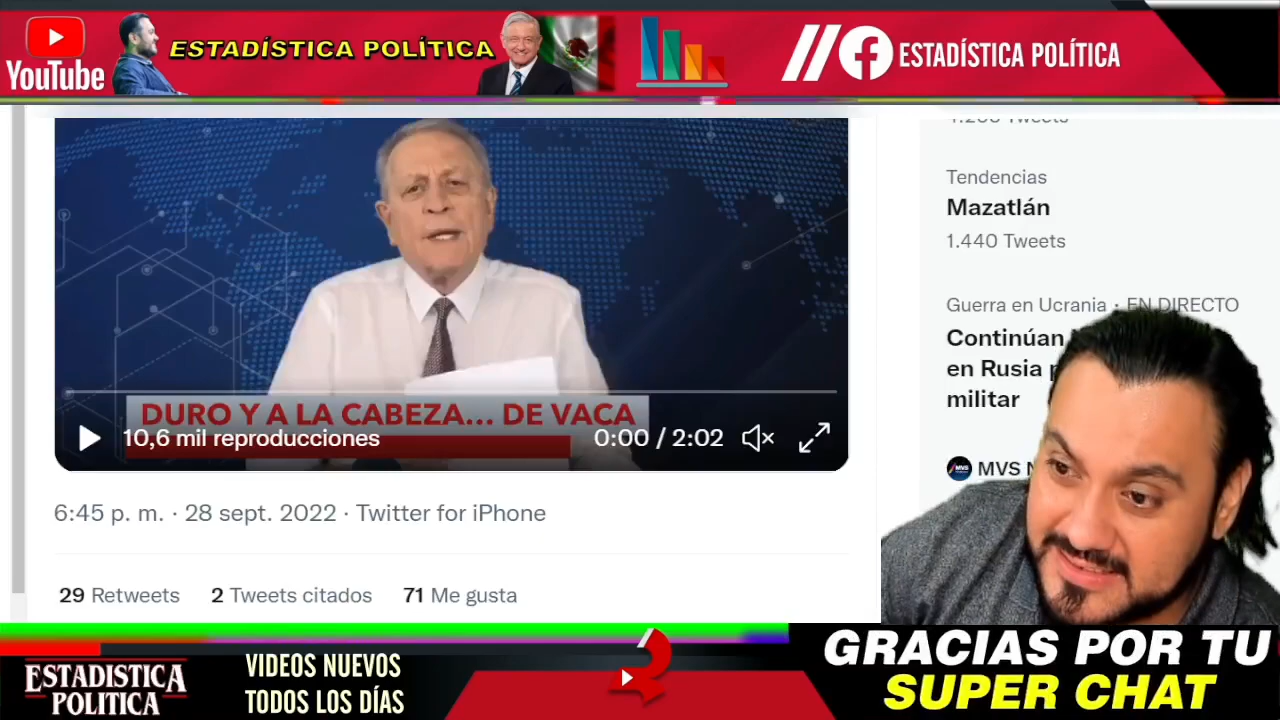 YouTube
ESTADÍSTICA POLÍTICA
ESTADÍSTICA POLÍTICA
DURO Y A LA CABEZA... DE VACA
10,6 mil reproducciones
0:00 / 2:02
6:45 p. m. · 28 sept. 2022 · Twitter for iPhone
29 Retweets 2 Tweets citados 71 Me gusta
Tweets
Tendencias
Mazatlán
1.440 Tweets
Guerra en Ucrania · EN DIRECTO
Continúan
en Rusia
militar
MVS
ESTADISTICA
POLÍTICA
VIDEOS NUEVOS
TODOS LOS DÍAS
GRACIAS POR TU
SUPER CHAT